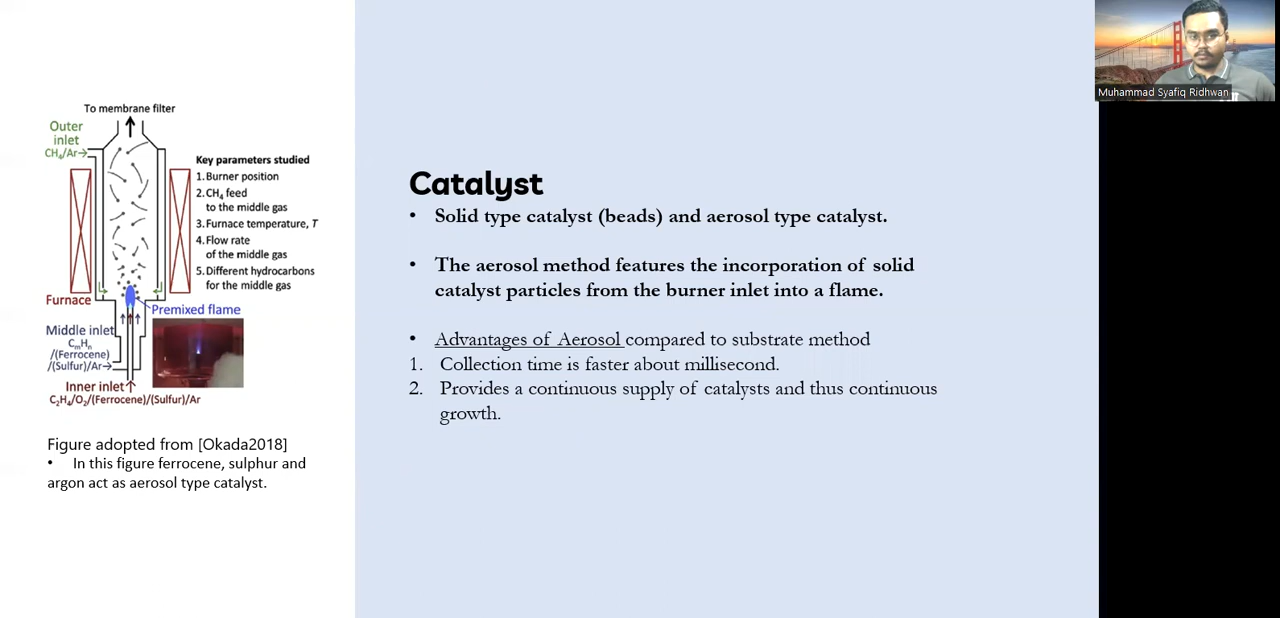 To membrane filter
Outer
inlet
CH₄/Ar→
Key parameters studied
1. Burner position
2. CH₄ feed
to the middle gas
3. Furnace temperature, T
4. Flow rate
of the middle gas
5. Different hydrocarbons
for the middle gas
Furnace
Premixed flame
Middle inlet
CₘHₙ
/(Ferrocene)
/(Sulfur)/Ar→
Inner inlet↑
C₂H₄/O₂/(Ferrocene)/(Sulfur)/Ar
Figure adopted from [Okada2018]
• In this figure ferrocene, sulphur and
argon act as aerosol type catalyst.
Catalyst
• Solid type catalyst (beads) and aerosol type catalyst.
• The aerosol method features the incorporation of solid
catalyst particles from the burner inlet into a flame.
• Advantages of Aerosol compared to substrate method
1. Collection time is faster about millisecond.
2. Provides a continuous supply of catalysts and thus continuous
growth.
Muhammad Syafiq Ridhwan